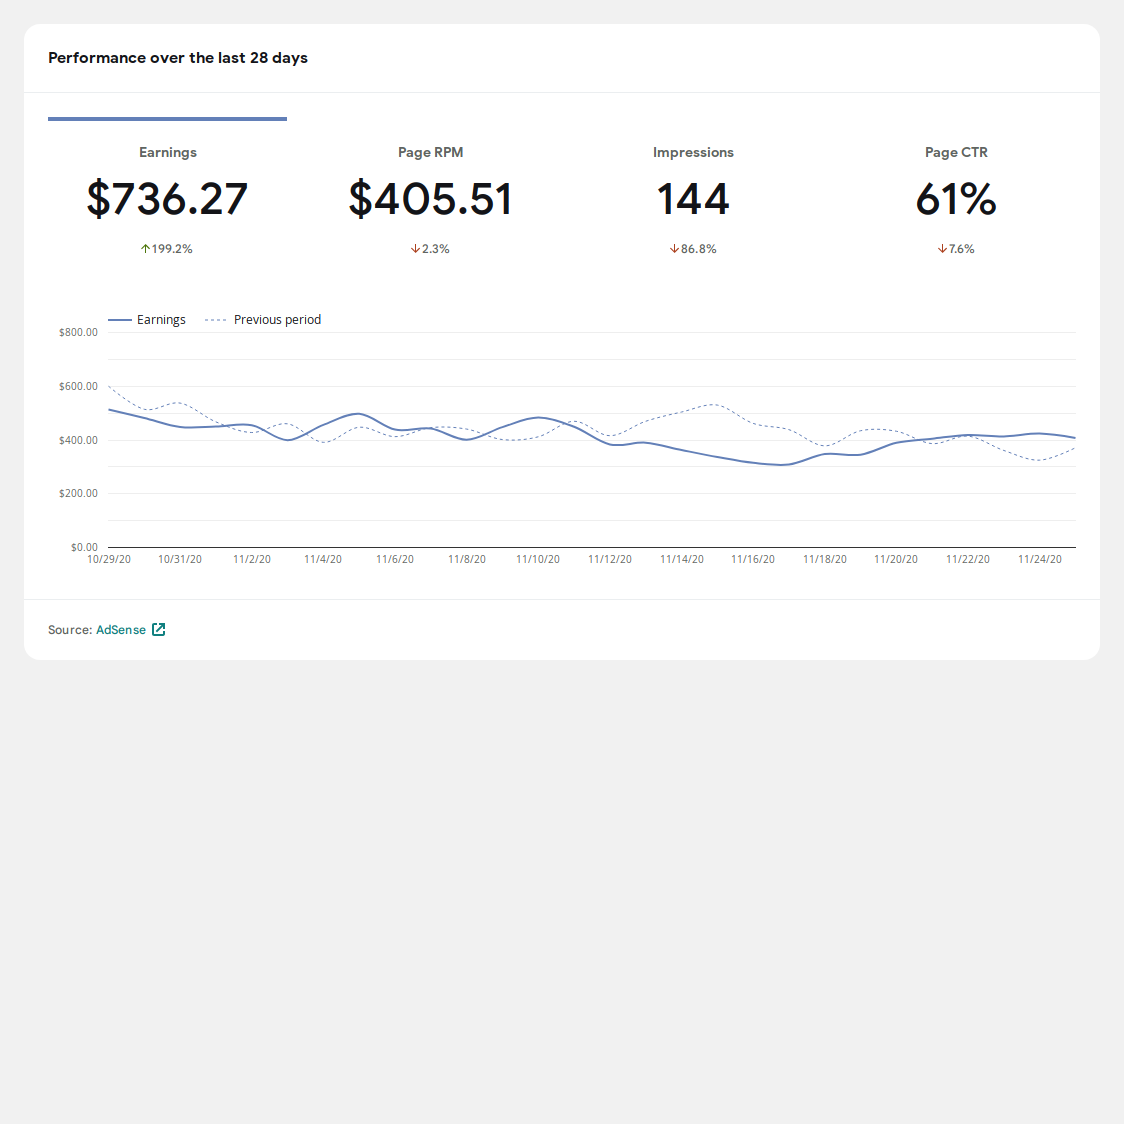 Performance over the last 28 days
Earnings
$736.27
↑199.2%
Page RPM
$405.51
↓2.3%
Impressions
144
↓86.8%
Page CTR
61%
↓7.6%
Earnings Previous period
$800.00
$600.00
$400.00
$200.00
$0.00
10/29/20 10/31/20 11/2/20 11/4/20 11/6/20 11/8/20 11/10/20 11/12/20 11/14/20 11/16/20 11/18/20 11/20/20 11/22/20 11/24/20
Source: AdSense